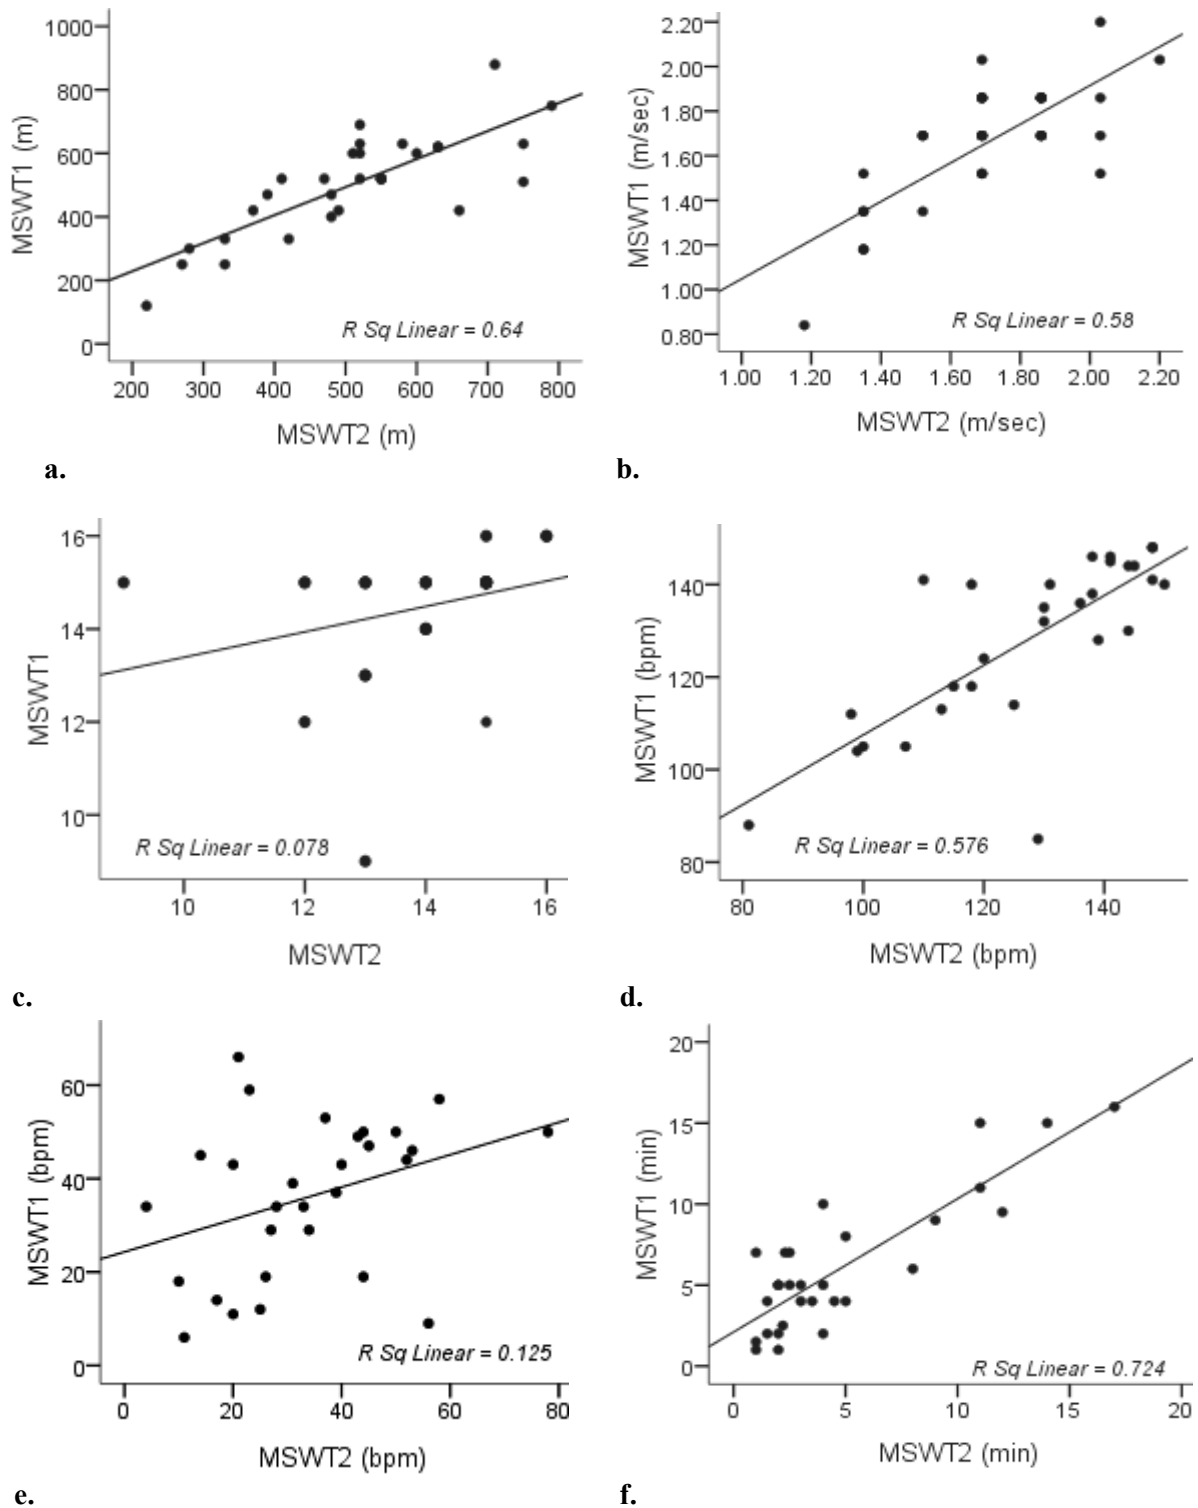 1000
800
600
400
200
0
MSWT1 (m)
R Sq Linear = 0.64
200 300 400 500 600 700 800
MSWT2 (m)
a.
2.20
2.00
1.80
1.60
1.40
1.20
1.00
0.80
MSWT1 (m/sec)
R Sq Linear = 0.58
1.00 1.20 1.40 1.60 1.80 2.00 2.20
MSWT2 (m/sec)
b.
16
14
12
10
MSWT1
R Sq Linear = 0.078
10 12 14 16
MSWT2
c.
140
120
100
80
MSWT1 (bpm)
R Sq Linear = 0.576
80 100 120 140
MSWT2 (bpm)
d.
60
40
20
0
MSWT1 (bpm)
R Sq Linear = 0.125
0 20 40 60 80
MSWT2 (bpm)
e.
20
15
10
5
0
MSWT1 (min)
R Sq Linear = 0.724
0 5 10 15 20
MSWT2 (min)
f.